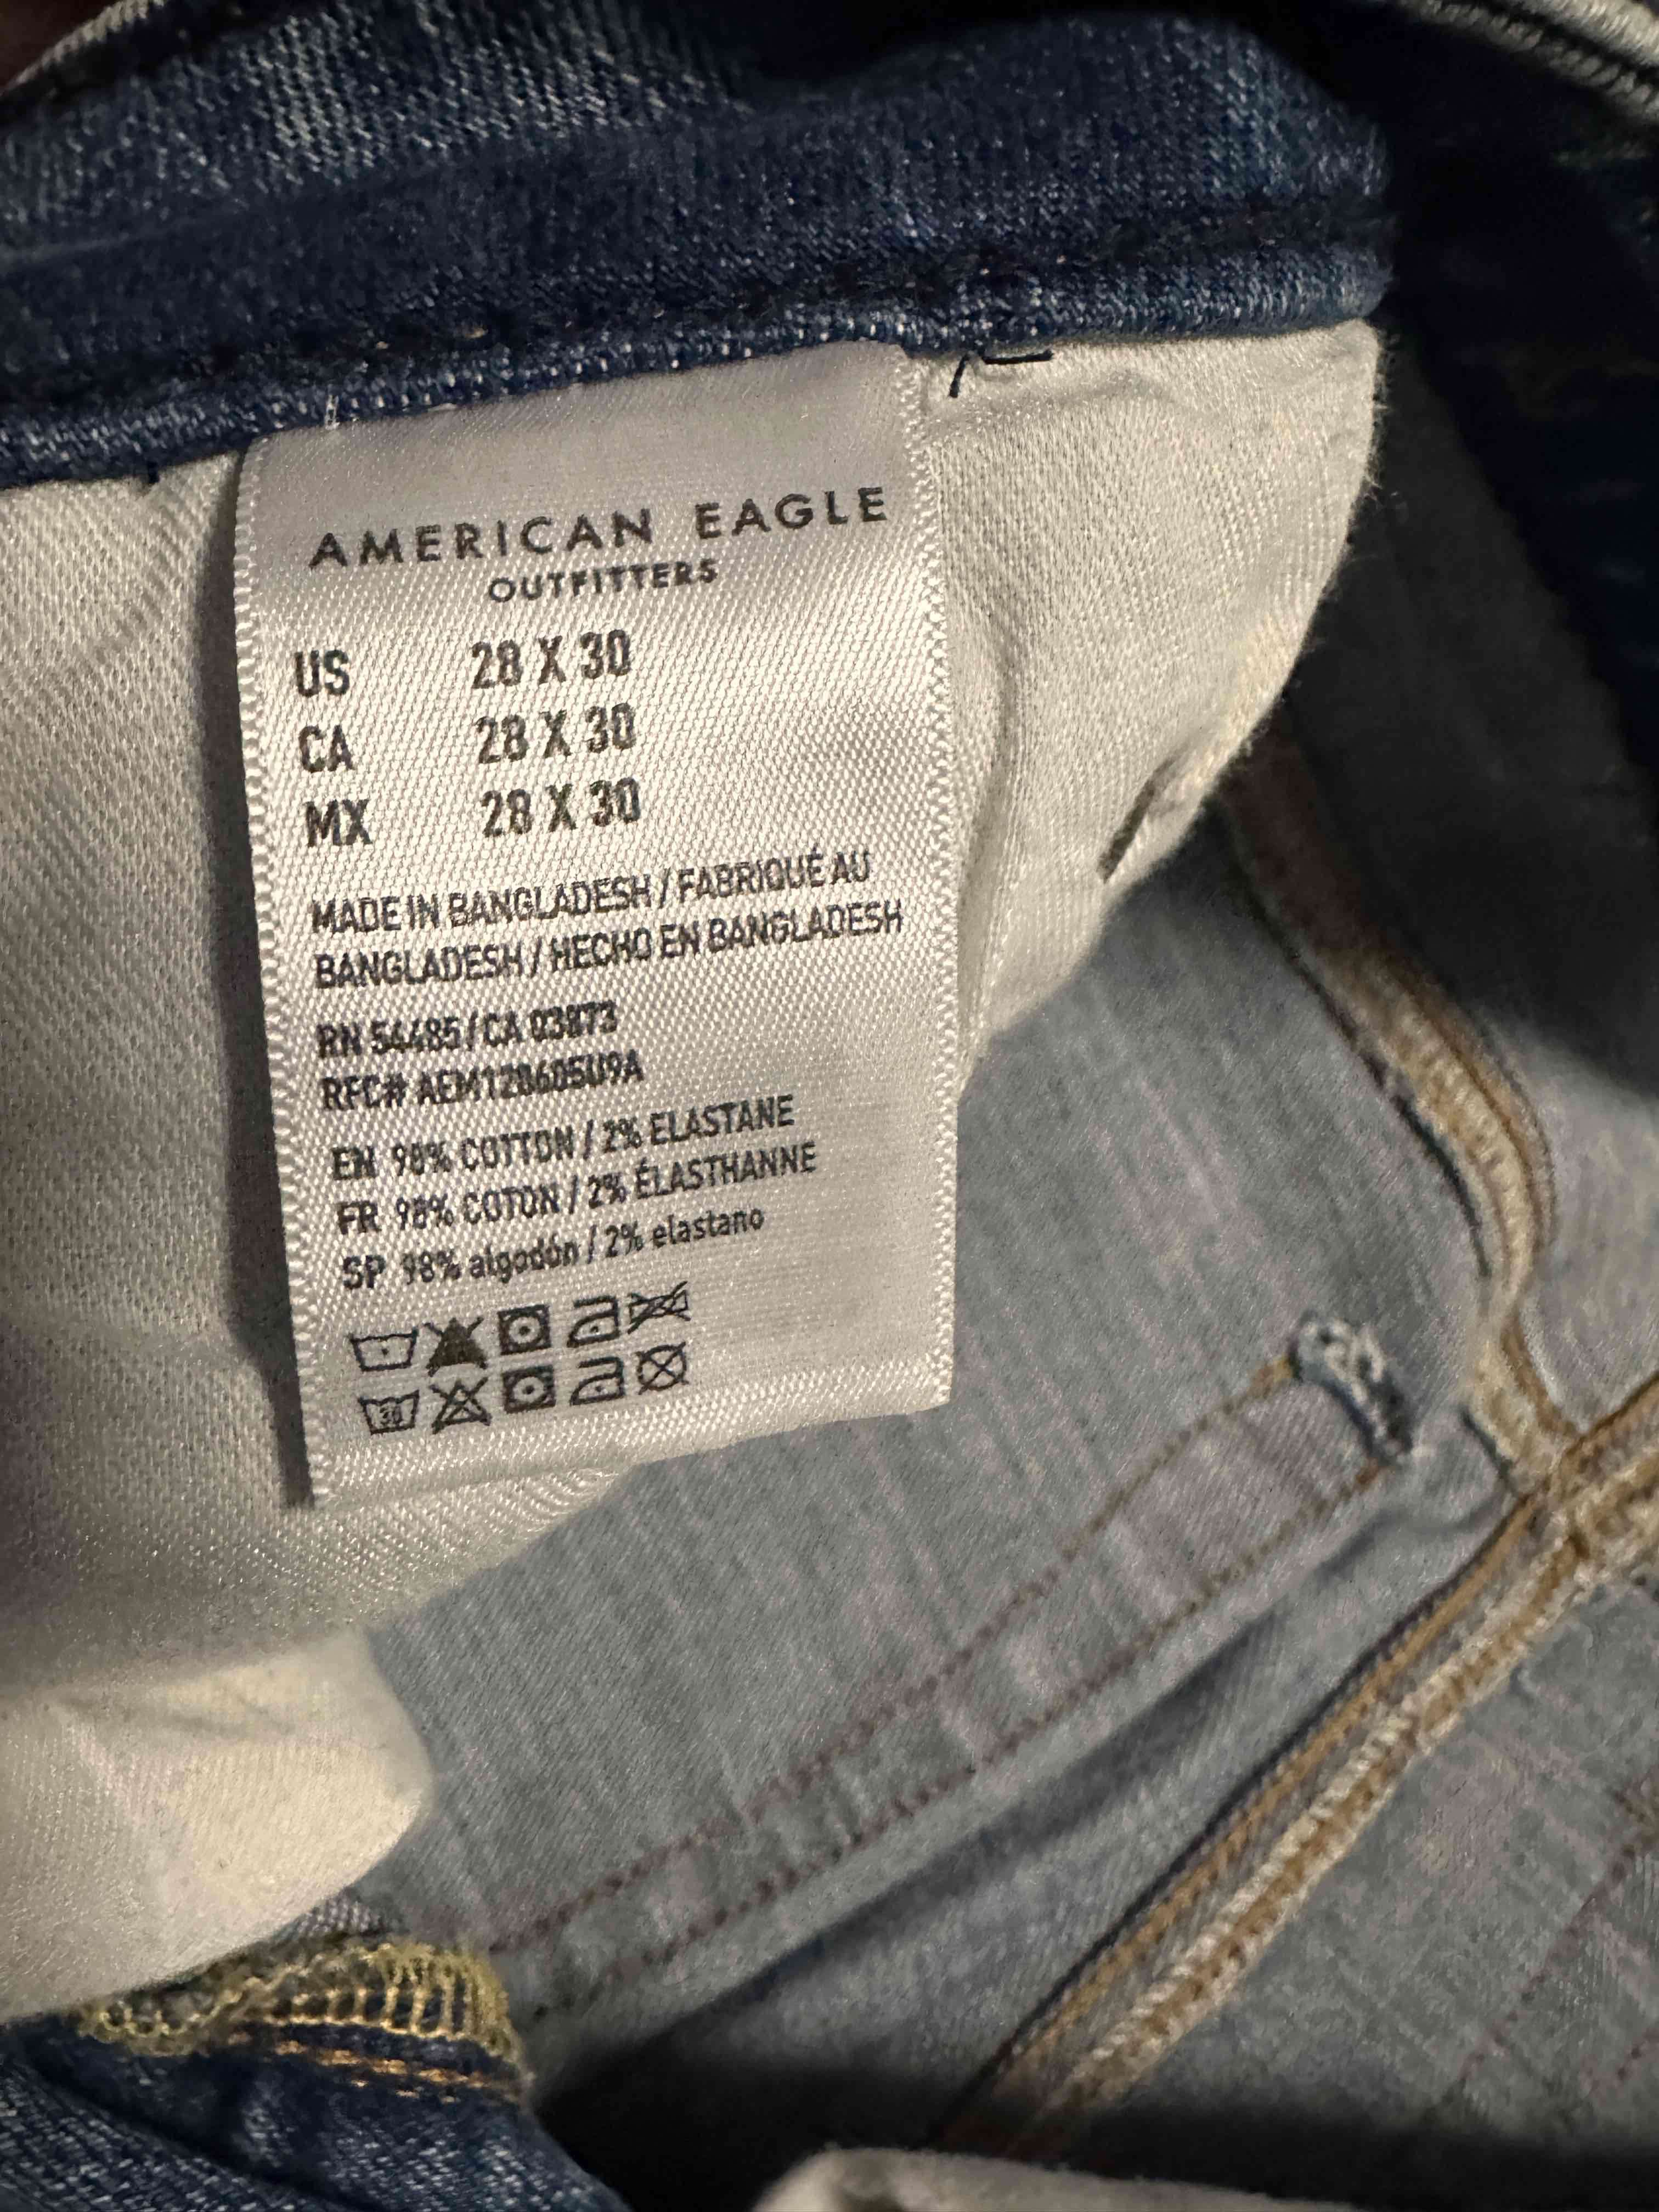 AMERICAN EAGLE
OUTFITTERS
US 28 X 30
CA 28 X 30
MX 28 X 30
MADE IN BANGLADESH / FABRIQUÉ AU
BANGLADESH / HECHO EN BANGLADESH
RN 54485 / CA 03873
RFC# AEM128605U9A
EN 98% COTTON / 2% ELASTANE
FR 98% COTON / 2% ÉLASTHANNE
SP 98% algodón / 2% elastano
30